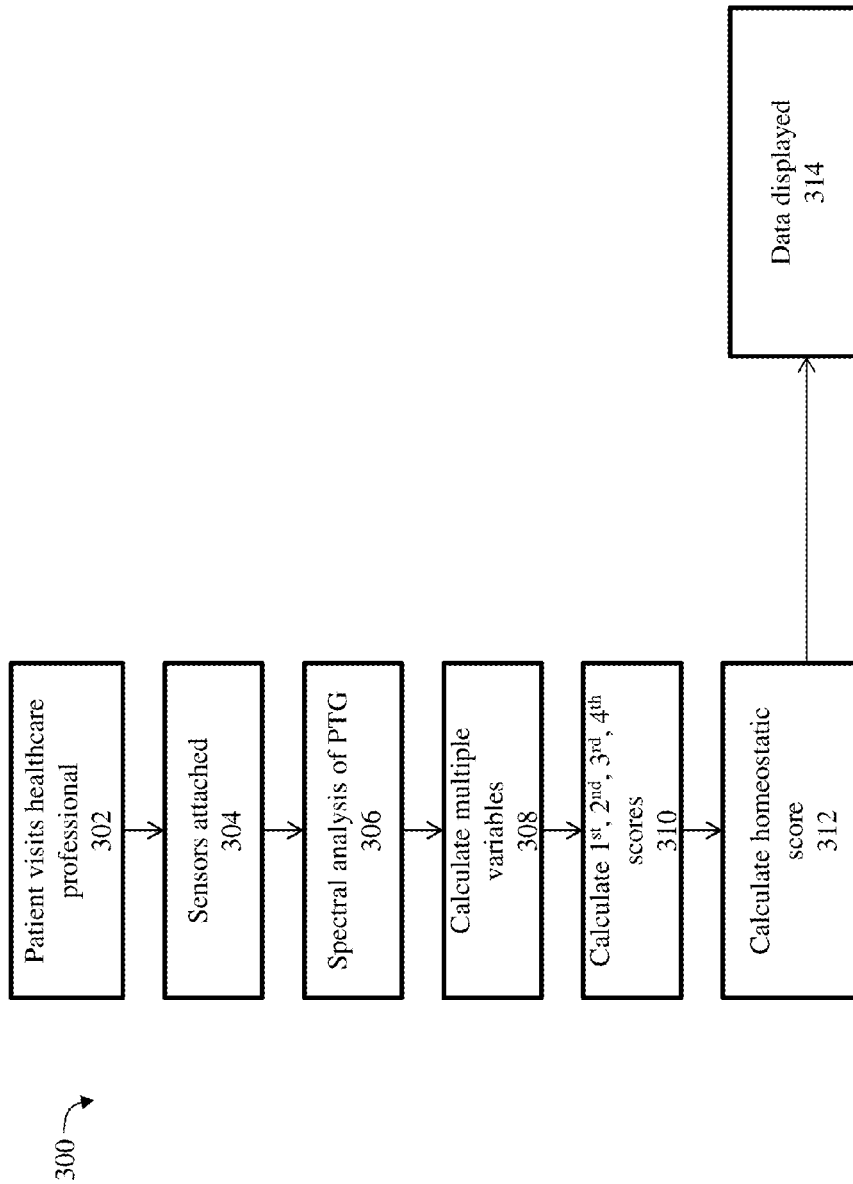 300
Patient visits healthcare
professional
302
Sensors attached
304
Spectral analysis of PTG
306
Calculate multiple
variables
308
Calculate 1st, 2nd, 3rd, 4th
scores
310
Calculate homeostatic
score
312
Data displayed
314